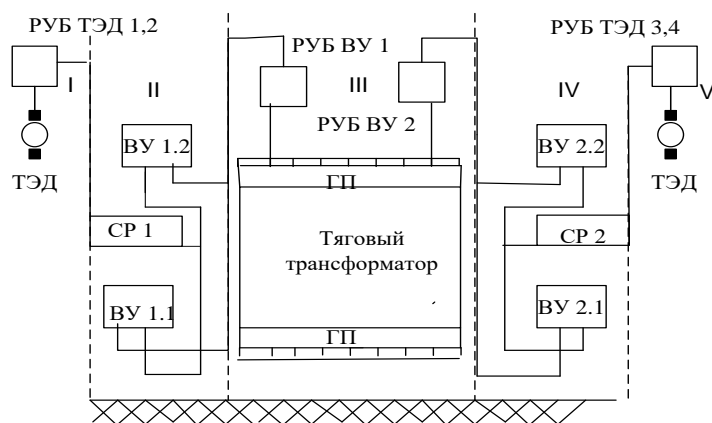 РУБ ТЭД 1,2
РУБ ВУ 1
РУБ ТЭД 3,4
I
II
III
IV
V
РУБ ВУ 2
ВУ 1.2
ВУ 2.2
ТЭД
ГП
ТЭД
СР 1
Тяговый
трансформатор
СР 2
ВУ 1.1
ВУ 2.1
ГП